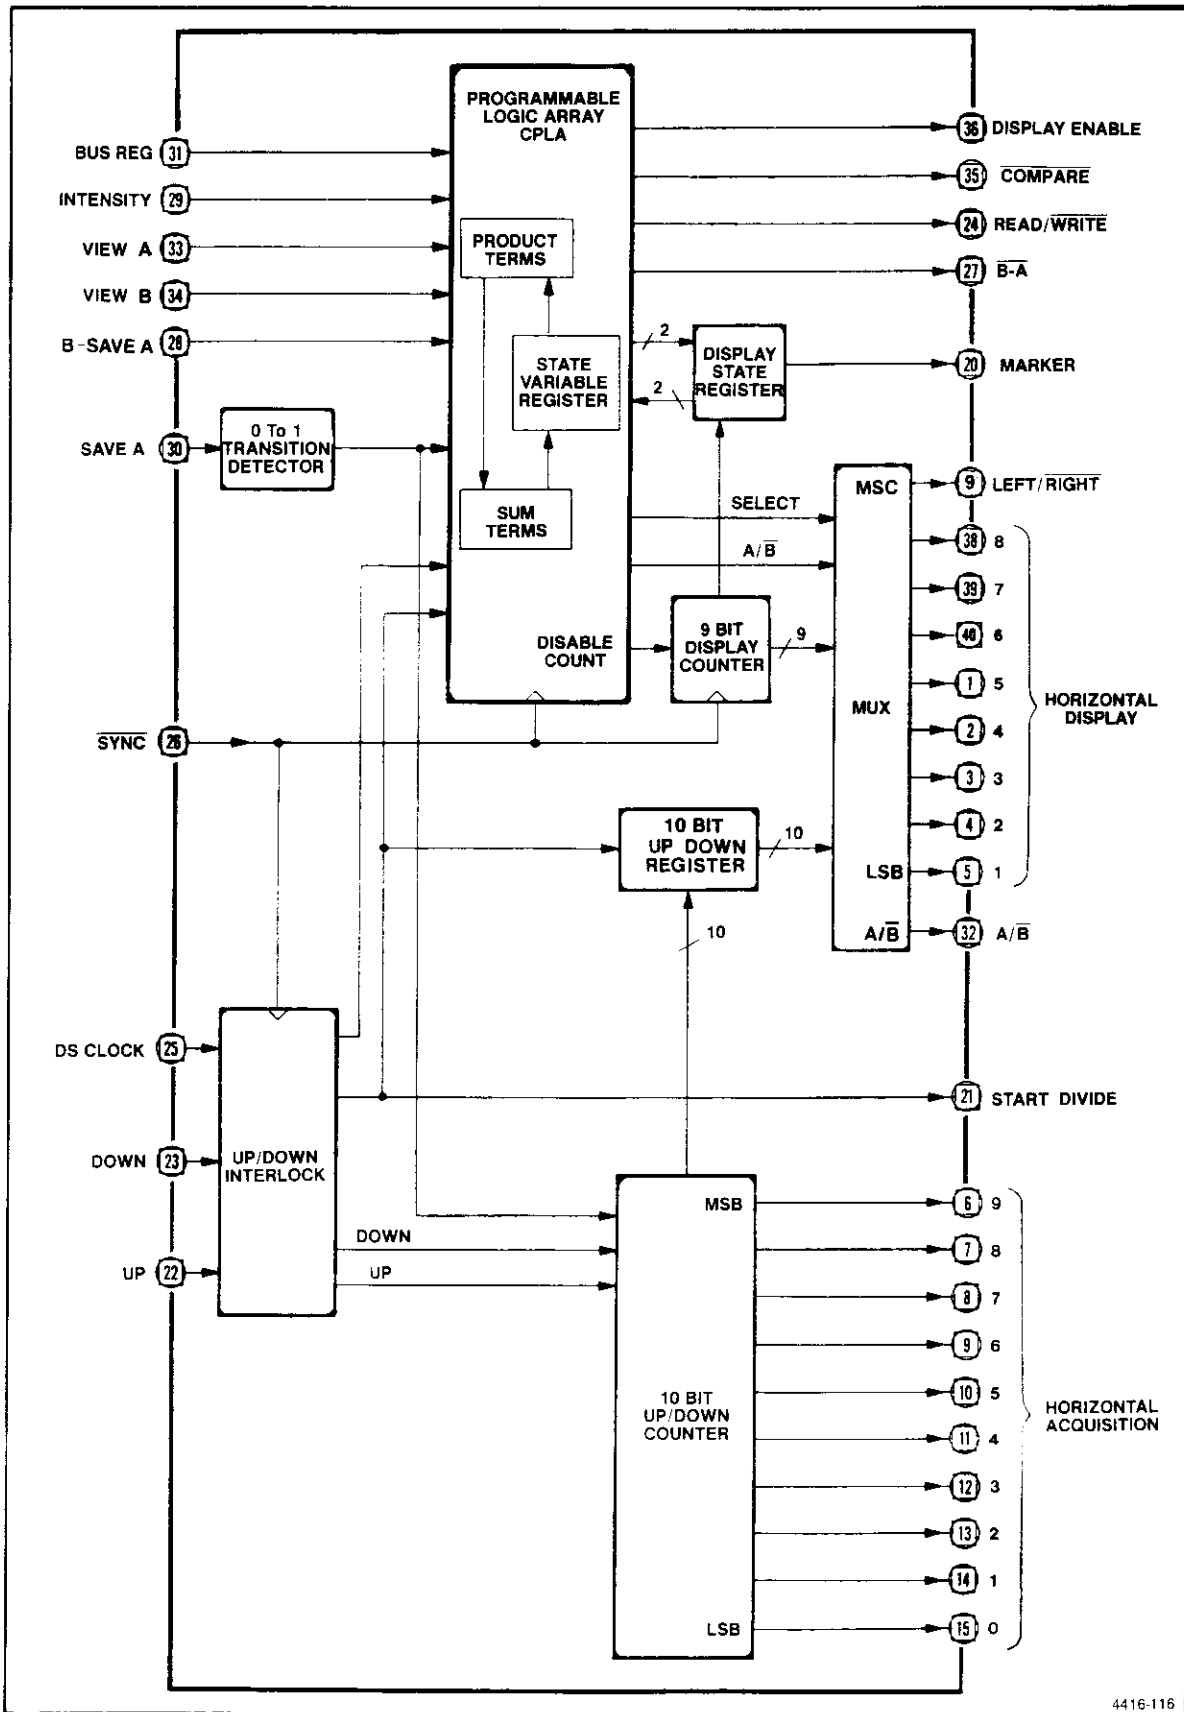 PROGRAMMABLE
LOGIC ARRAY
CPLA
BUS REG 31
INTENSITY 29
VIEW A 33
VIEW B 34
B-SAVE A 28
SAVE A 30
0 To 1
TRANSITION
DETECTOR
PRODUCT
TERMS
STATE
VARIABLE
REGISTER
SUM
TERMS
DISABLE
COUNT
36 DISPLAY ENABLE
35 COMPARE
24 READ/WRITE
27 B-A
2
2
DISPLAY
STATE
REGISTER
20 MARKER
SELECT
A/B
9 BIT
DISPLAY
COUNTER
9
MSC
MUX
LSB
A/B
9 LEFT/RIGHT
38 8
39 7
40 6
1 5
2 4
3 3
4 2
5 1
HORIZONTAL
DISPLAY
32 A/B
SYNC 26
10 BIT
UP DOWN
REGISTER
10
10
DS CLOCK 25
DOWN 23
UP 22
UP/DOWN
INTERLOCK
DOWN
UP
21 START DIVIDE
MSB
10 BIT
UP/DOWN
COUNTER
LSB
6 9
7 8
8 7
9 6
10 5
11 4
12 3
13 2
14 1
15 0
HORIZONTAL
ACQUISITION
4416-116